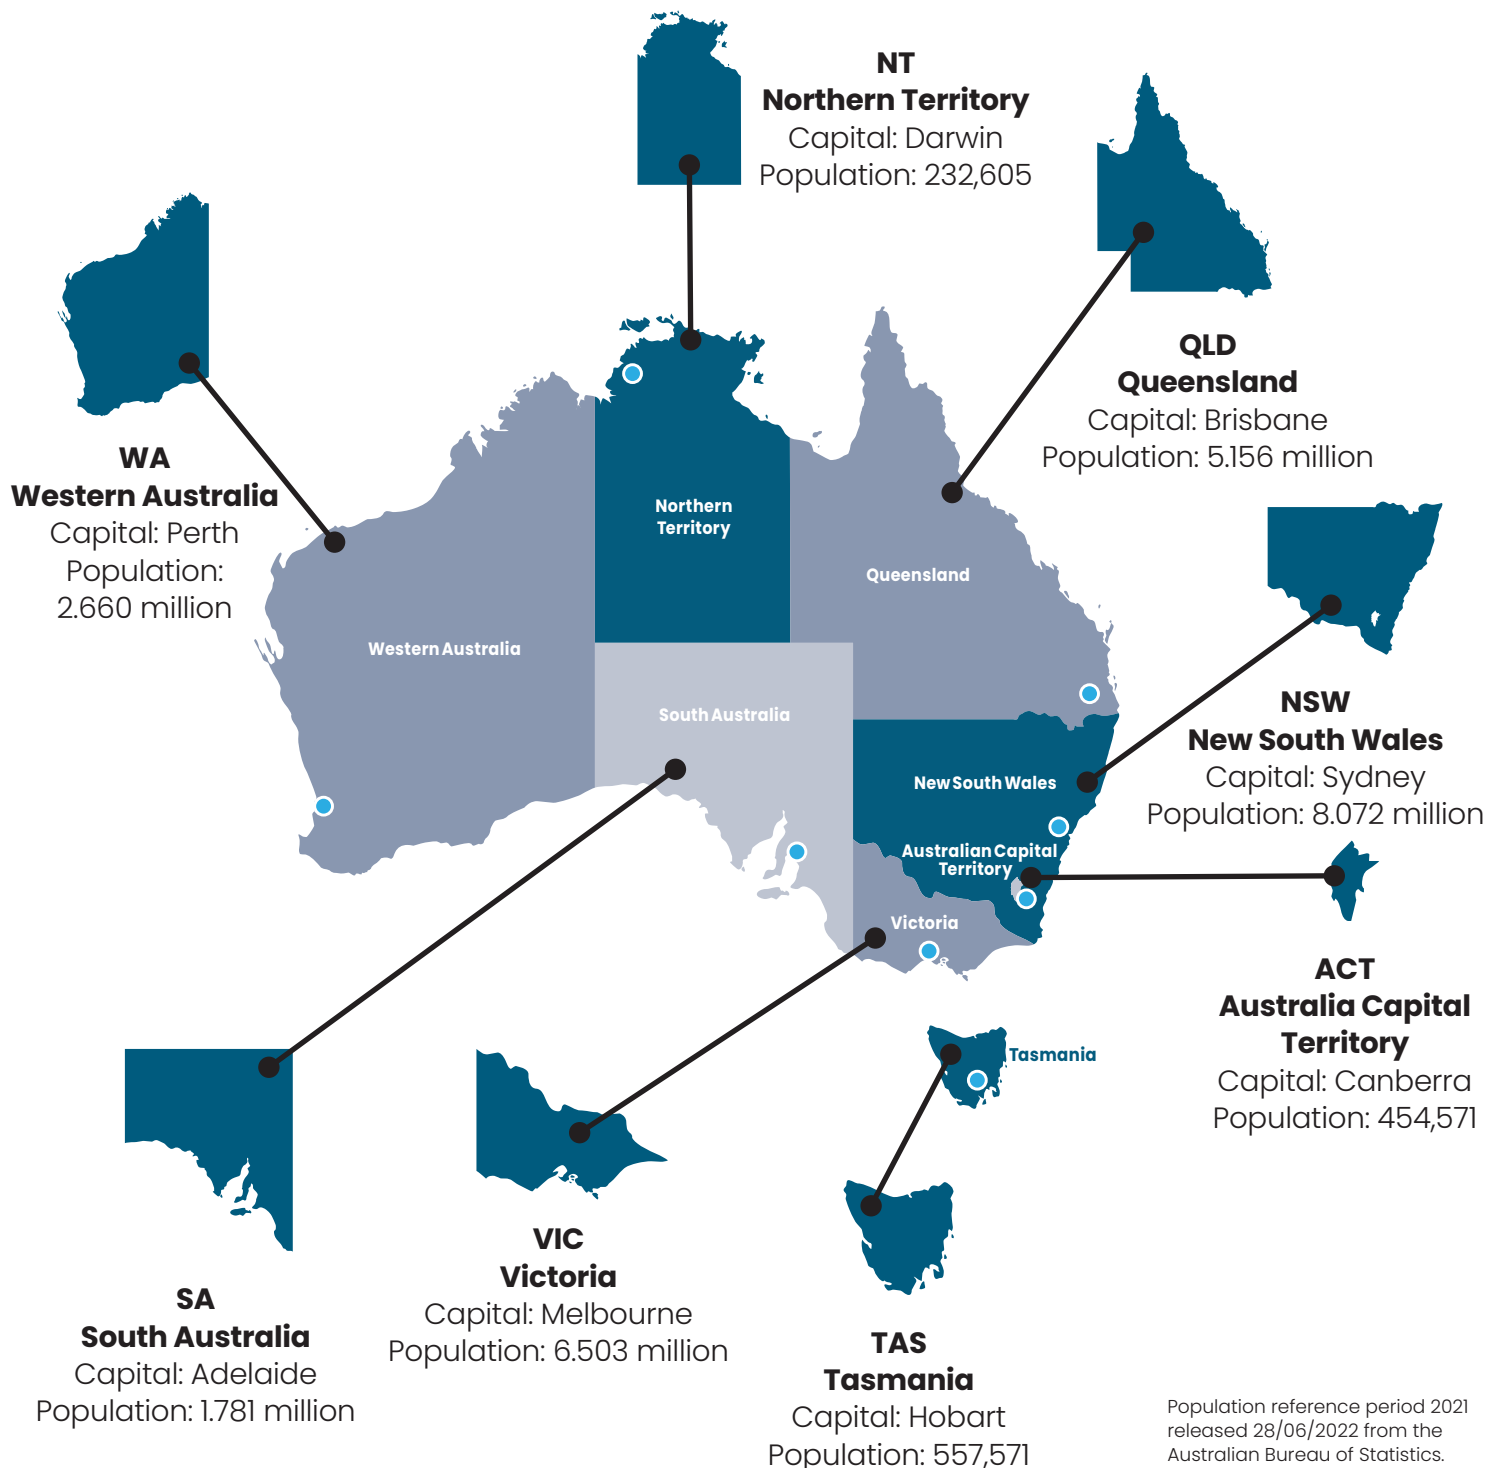 NT
Northern Territory
Capital: Darwin
Population: 232,605
QLD
Queensland
Capital: Brisbane
Population: 5.156 million
WA
Western Australia
Capital: Perth
Population:
2.660 million
Northern
Territory
Queensland
Western Australia
South Australia
New South Wales
Australian Capital
Territory
Victoria
Tasmania
NSW
New South Wales
Capital: Sydney
Population: 8.072 million
ACT
Australia Capital
Territory
Capital: Canberra
Population: 454,571
SA
South Australia
Capital: Adelaide
Population: 1.781 million
VIC
Victoria
Capital: Melbourne
Population: 6.503 million
TAS
Tasmania
Capital: Hobart
Population: 557,571
Population reference period 2021
released 28/06/2022 from the
Australian Bureau of Statistics.